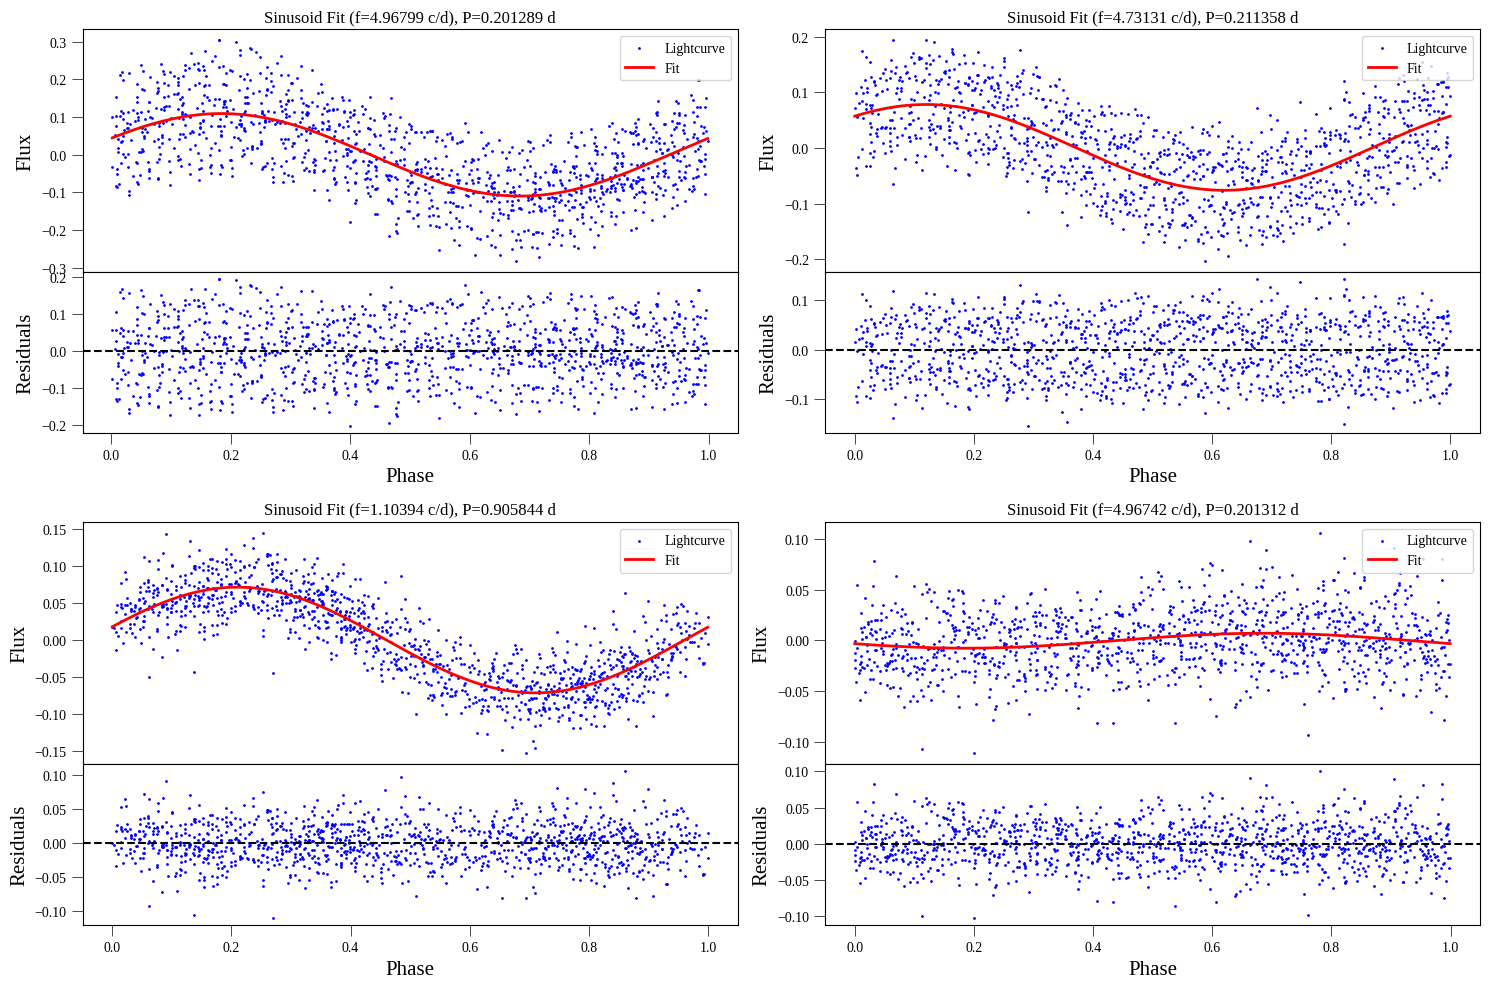 Sinusoid Fit (f=4.96799 c/d), P=0.201289 d
0.3
0.2
0.1
0.0
−0.1
−0.2
−0.3
Flux
Lightcurve
Fit
0.2
0.1
0.0
−0.1
−0.2
Residuals
0.0 0.2 0.4 0.6 0.8 1.0
Phase
Sinusoid Fit (f=4.73131 c/d), P=0.211358 d
0.2
0.1
0.0
−0.1
−0.2
Flux
Lightcurve
Fit
0.1
0.0
−0.1
Residuals
0.0 0.2 0.4 0.6 0.8 1.0
Phase
Sinusoid Fit (f=1.10394 c/d), P=0.905844 d
0.15
0.10
0.05
0.00
−0.05
−0.10
−0.15
Flux
Lightcurve
Fit
0.10
0.05
0.00
−0.05
−0.10
Residuals
0.0 0.2 0.4 0.6 0.8 1.0
Phase
Sinusoid Fit (f=4.96742 c/d), P=0.201312 d
0.10
0.05
0.00
−0.05
−0.10
Flux
Lightcurve
Fit
0.10
0.05
0.00
−0.05
−0.10
Residuals
0.0 0.2 0.4 0.6 0.8 1.0
Phase